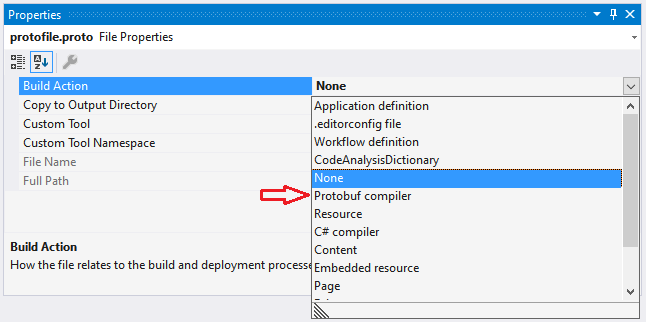 Properties
protofile.proto File Properties
Build Action None
Copy to Output Directory
Custom Tool
Custom Tool Namespace
File Name
Full Path
Application definition
.editorconfig file
Workflow definition
CodeAnalysisDictionary
None
Protobuf compiler
Resource
C# compiler
Content
Embedded resource
Page
Build Action
How the file relates to the build and deployment processe